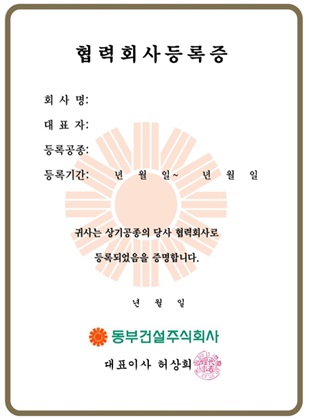 협력회사등록증
회 사 명:
대 표 자:
등록공종:
등록기간: 년 월 일~ 년 월 일
귀사는 상기공종의 당사 협력회사로
등록되었음을 증명합니다.
년 월 일
동부건설주식회사
대표이사 허상희